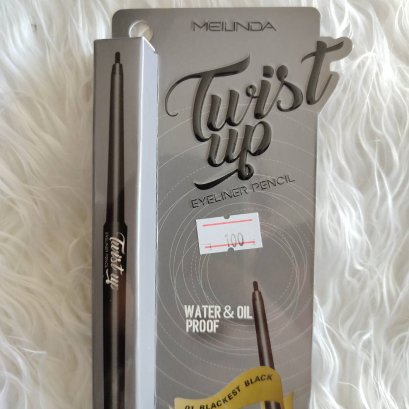 MEILINDA
Twist
up
EYELINER PENCIL
100
WATER & OIL
PROOF
01 BLACKEST BLACK
Twist up